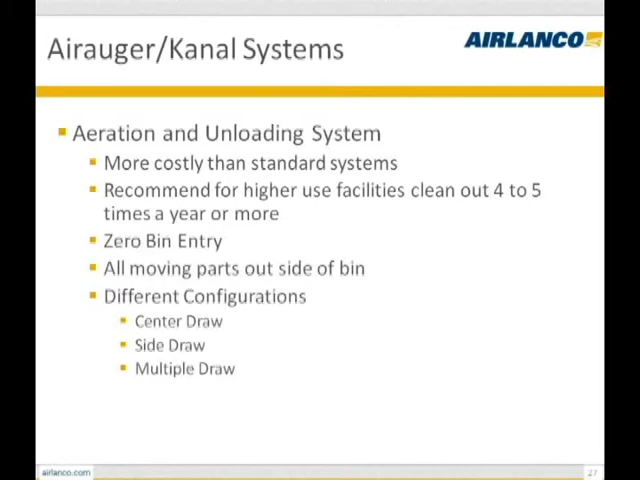 Airauger/Kanal Systems
AIRLANCO
Aeration and Unloading System
More costly than standard systems
Recommend for higher use facilities clean out 4 to 5
times a year or more
Zero Bin Entry
All moving parts out side of bin
Different Configurations
Center Draw
Side Draw
Multiple Draw
airlanco.com
27